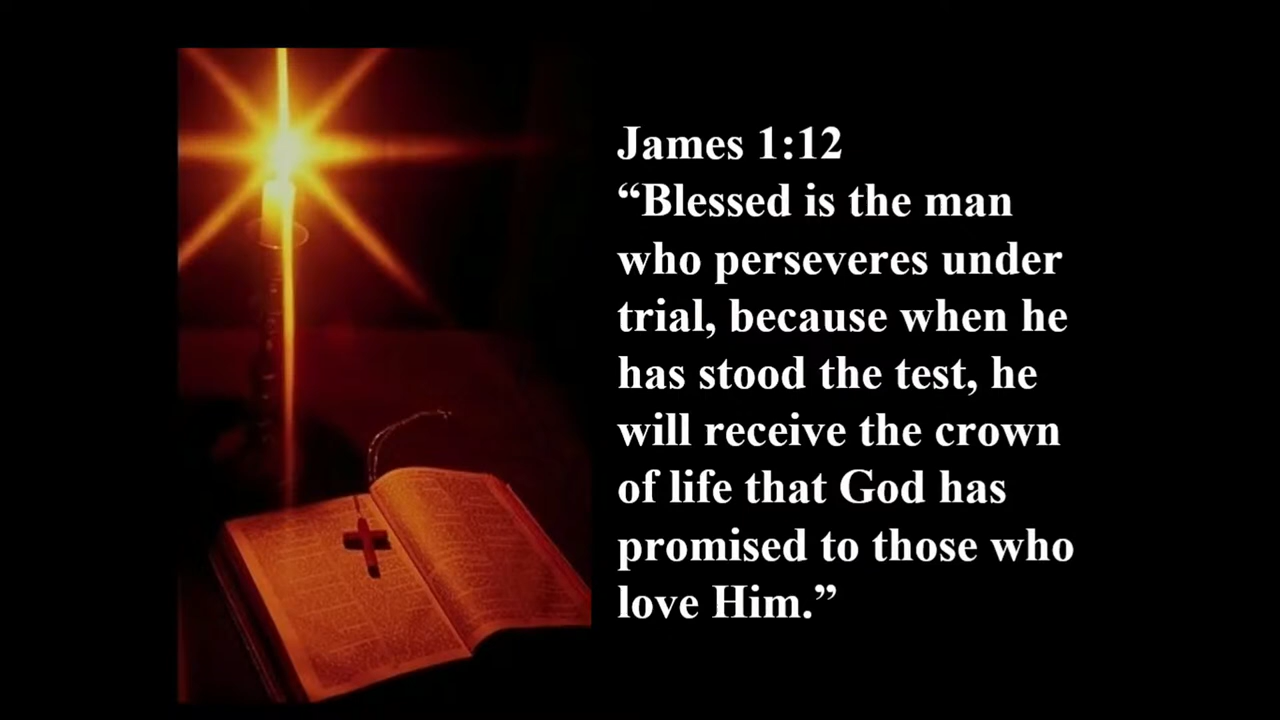 James 1:12
“Blessed is the man
who perseveres under
trial, because when he
has stood the test, he
will receive the crown
of life that God has
promised to those who
love Him.”